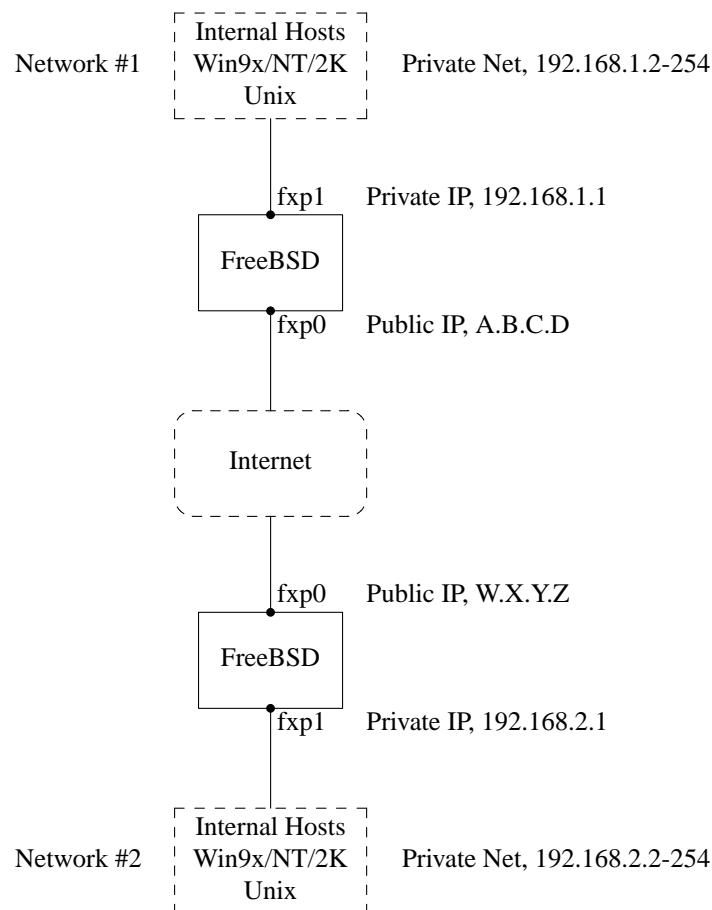 Internal Hosts
Network #1 Win9x/NT/2K Private Net, 192.168.1.2-254
Unix
fxp1 Private IP, 192.168.1.1
FreeBSD
fxp0 Public IP, A.B.C.D
Internet
fxp0 Public IP, W.X.Y.Z
FreeBSD
fxp1 Private IP, 192.168.2.1
Internal Hosts
Network #2 Win9x/NT/2K Private Net, 192.168.2.2-254
Unix